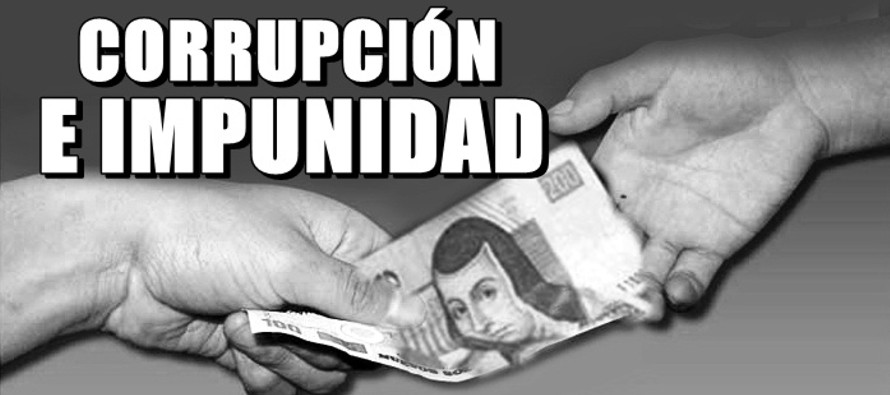 CORRUPCIÓN
E IMPUNIDAD
200
100